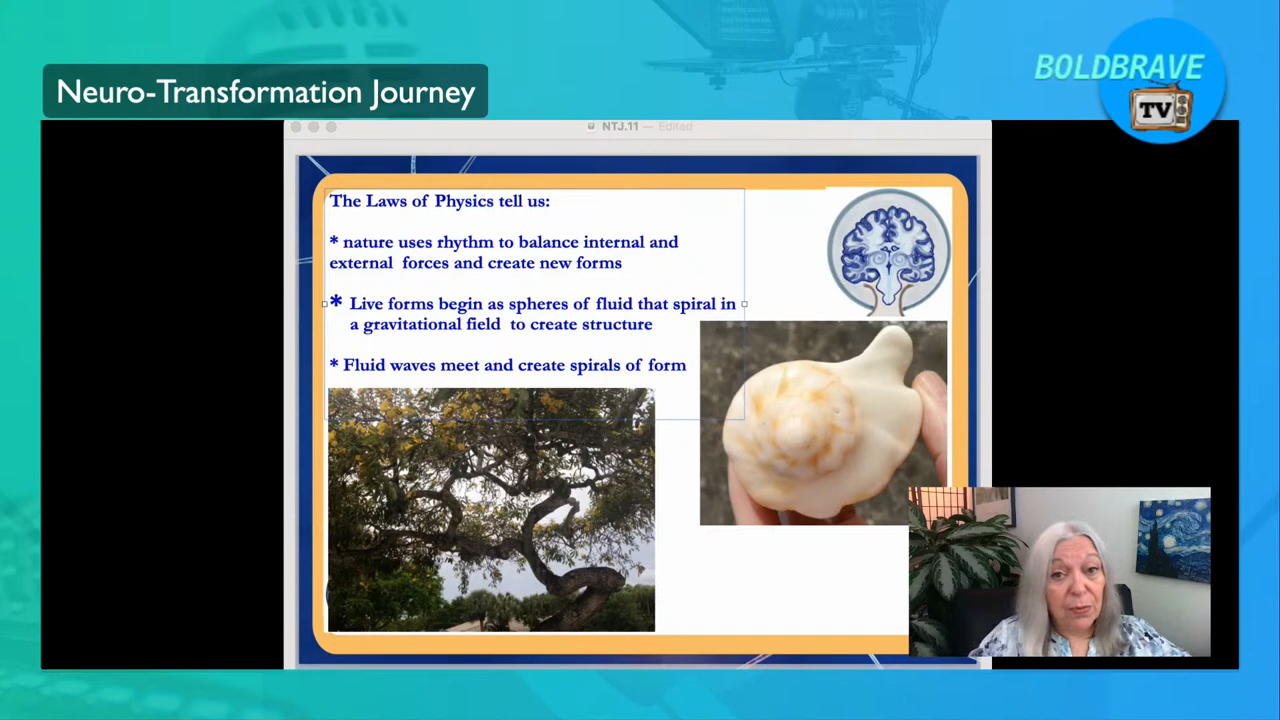 BOLDBRAVE
TV
Neuro-Transformation Journey
NTJ.11 — Edited
The Laws of Physics tell us:
* nature uses rhythm to balance internal and
external forces and create new forms
* Live forms begin as spheres of fluid that spiral in
a gravitational field to create structure
* Fluid waves meet and create spirals of form